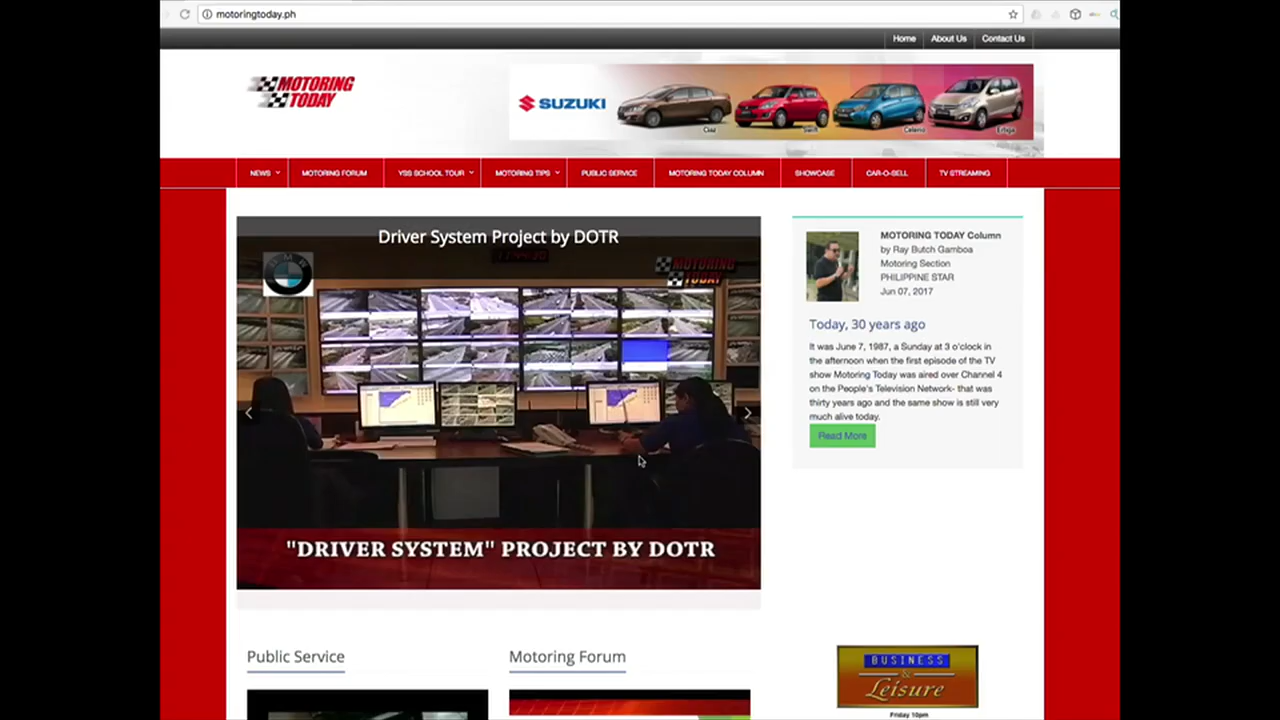 motoringtoday.ph
Home
About Us
Contact Us
MOTORING
TODAY
SUZUKI
Ciaz
Swift
Celerio
Ertiga
NEWS
MOTORING FORUM
YSS SCHOOL TOUR
MOTORING TIPS
PUBLIC SERVICE
MOTORING TODAY COLUMN
SHOWCASE
CAR-O-SELL
TV STREAMING
Driver System Project by DOTR
BMW
MOTORING
TODAY
"DRIVER SYSTEM" PROJECT BY DOTR
MOTORING TODAY Column
by Ray Butch Gamboa
Motoring Section
PHILIPPINE STAR
Jun 07, 2017
Today, 30 years ago
It was June 7, 1987, a Sunday at 3 o'clock in
the afternoon when the first episode of the TV
show Motoring Today was aired over Channel 4
on the People's Television Network- that was
thirty years ago and the same show is still very
much alive today.
Read More
Public Service
Motoring Forum
BUSINESS
&
Leisure
Friday 10pm